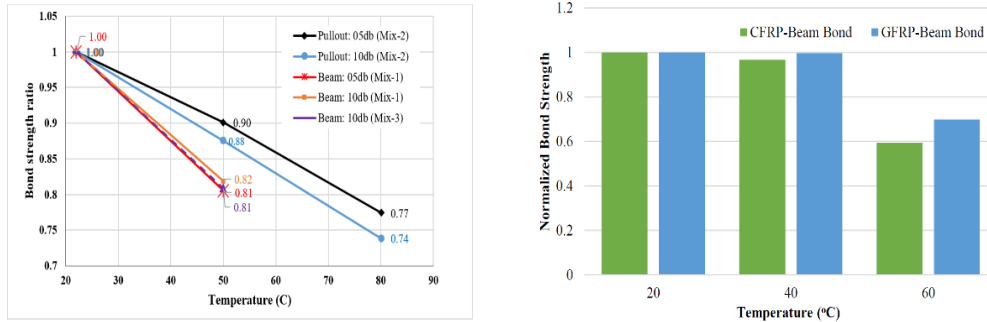 1.05
1
0.95
0.9
0.85
0.8
0.75
0.7
Bond strength ratio
1.00
1.00
0.90
0.88
0.82
0.81
0.81
0.77
0.74
Pullout: 05db (Mix-2)
Pullout: 10db (Mix-2)
Beam: 05db (Mix-1)
Beam: 10db (Mix-1)
Beam: 10db (Mix-3)
20 30 40 50 60 70 80 90
Temperature (C)
1.2
1
0.8
0.6
0.4
0.2
0
Normalized Bond Strength
CFRP-Beam Bond GFRP-Beam Bond
20 40 60
Temperature (°C)